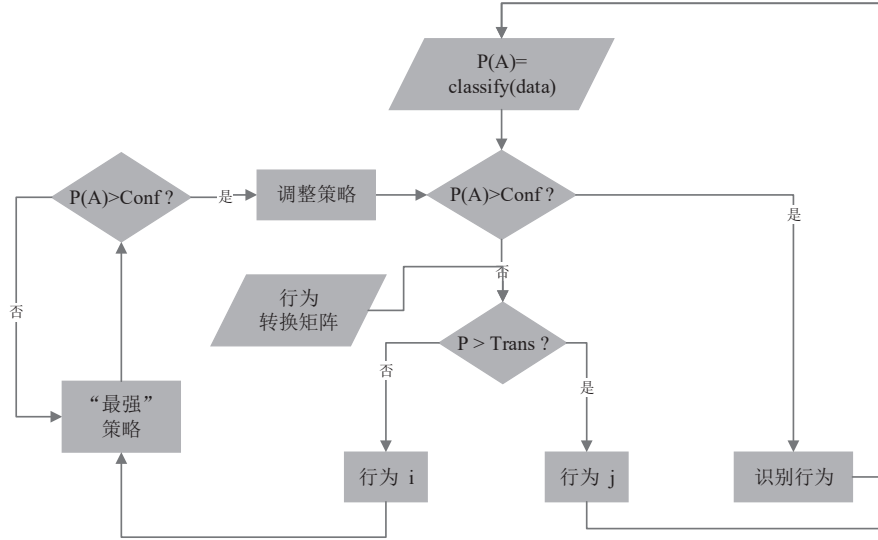 P(A)=
classify(data)
P(A)>Conf ?
是
调整策略
P(A)>Conf ?
是
否
行为
转换矩阵
否
P > Trans ?
否
是
“最强”
策略
行为 i
行为 j
识别行为